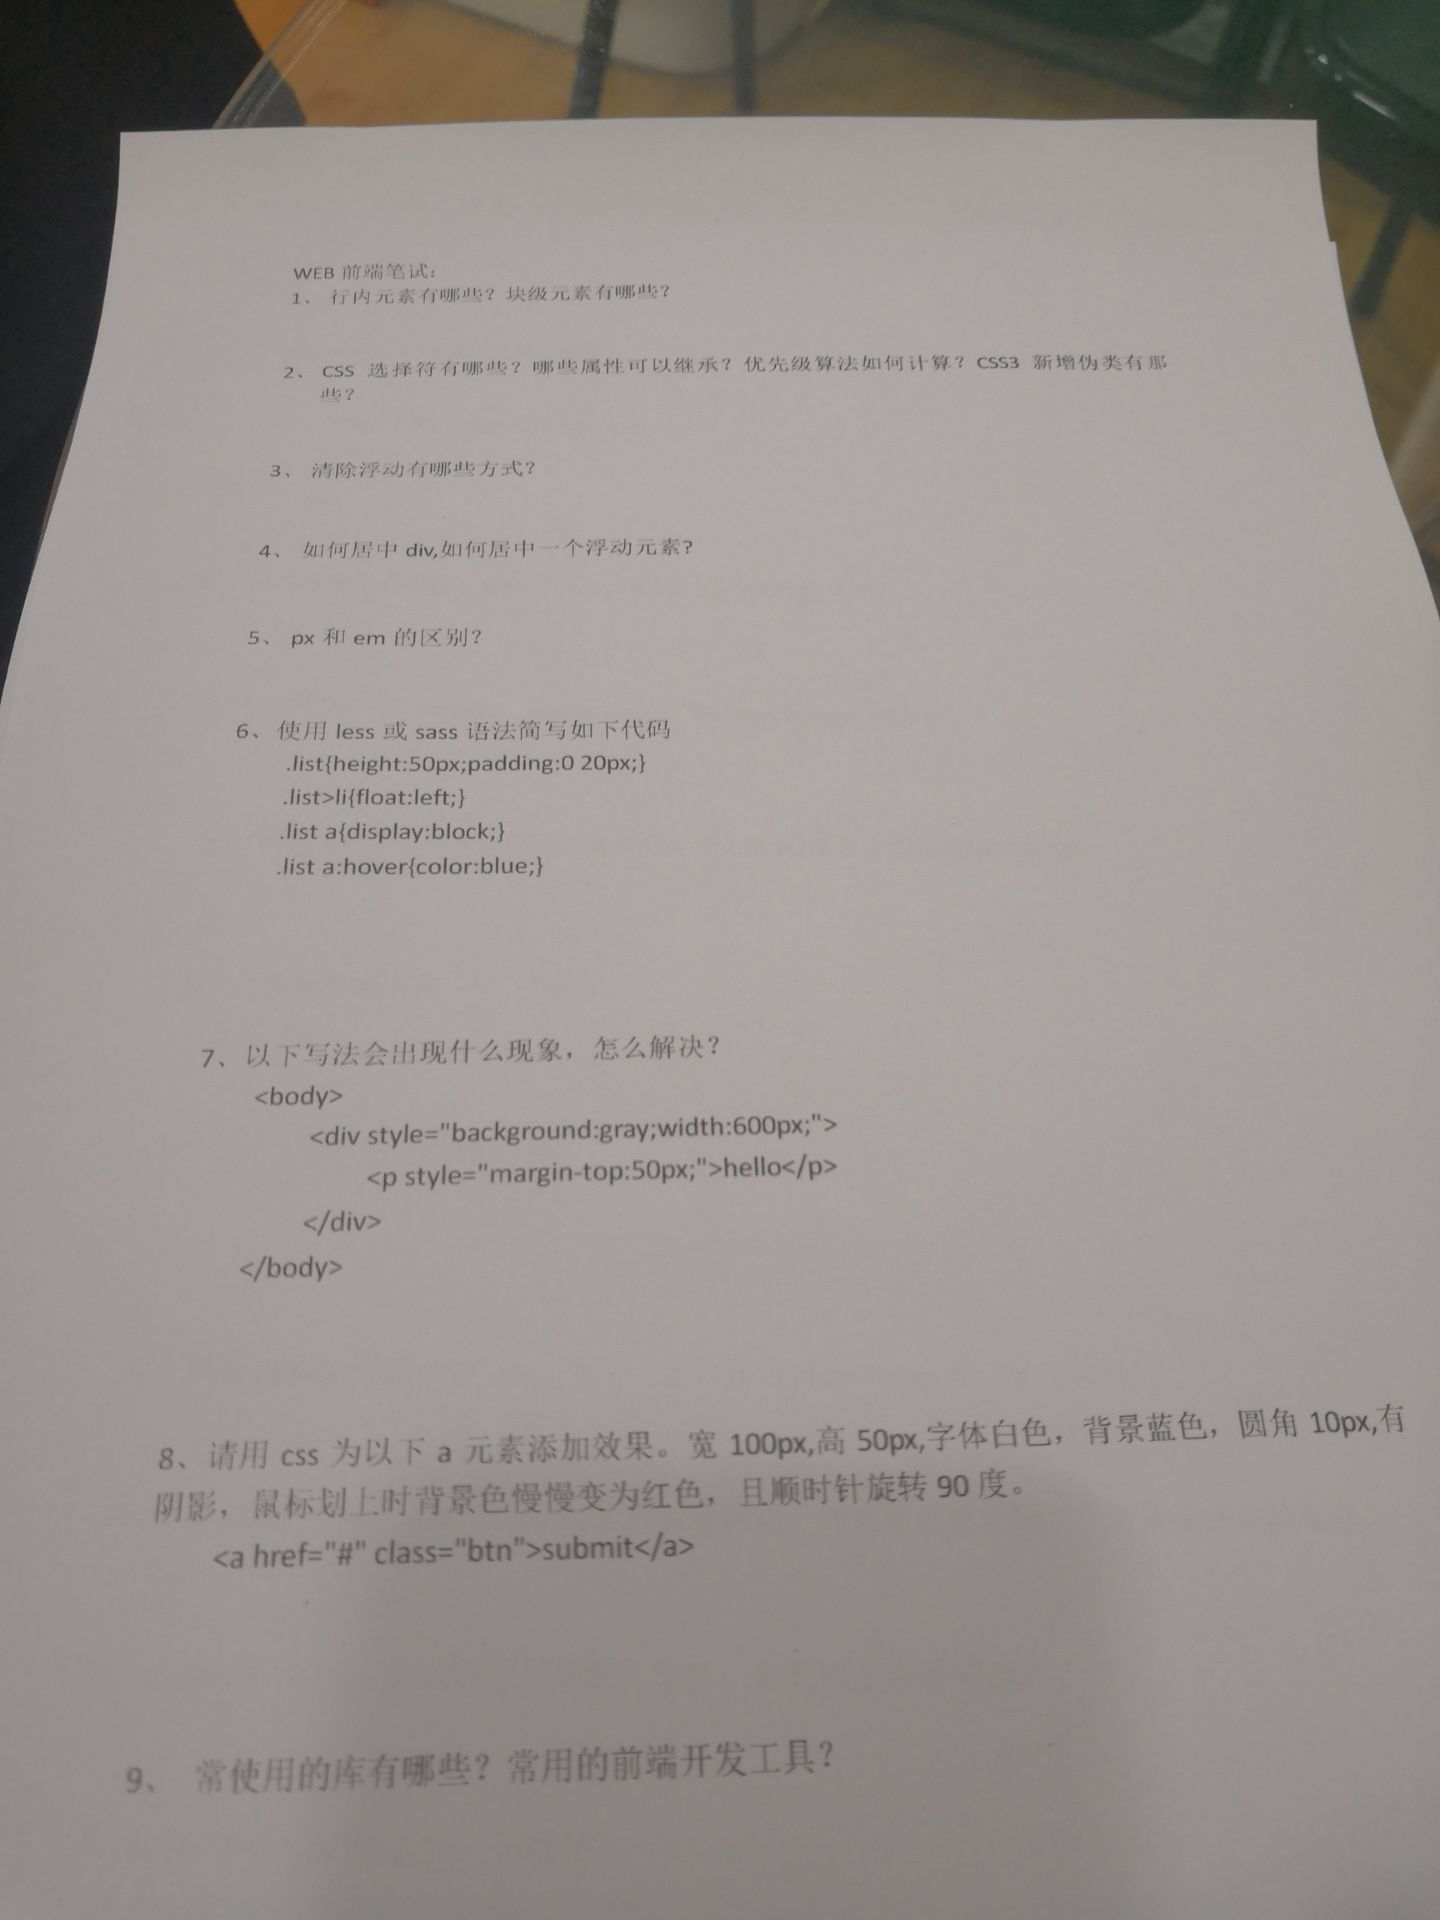 WEB 前端笔试：
1、 行内元素有哪些？块级元素有哪些？
2、 CSS 选择符有哪些？哪些属性可以继承？优先级算法如何计算？CSS3 新增伪类有那
些？
3、 清除浮动有哪些方式？
4、 如何居中 div,如何居中一个浮动元素?
5、 px 和 em 的区别？
6、使用 less 或 sass 语法简写如下代码
.list{height:50px;padding:0 20px;}
.list>li{float:left;}
.list a{display:block;}
.list a:hover{color:blue;}
7、以下写法会出现什么现象，怎么解决？
<body>
<div style="background:gray;width:600px;">
<p style="margin-top:50px;">hello</p>
</div>
</body>
8、请用 css 为以下 a 元素添加效果。宽 100px,高 50px,字体白色，背景蓝色，圆角 10px,有
阴影，鼠标划上时背景色慢慢变为红色，且顺时针旋转 90 度。
<a href="#" class="btn">submit</a>
9、 常使用的库有哪些？常用的前端开发工具？